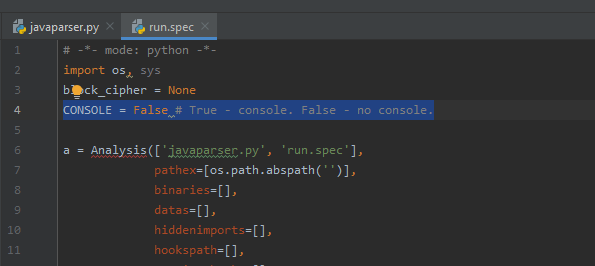 javaparser.py × run.spec ×
1 # -*- mode: python -*-
2 import os, sys
3 block_cipher = None
4 CONSOLE = False # True - console. False - no console.
5
6 a = Analysis(['javaparser.py', 'run.spec'],
7 pathex=[os.path.abspath('')],
8 binaries=[],
9 datas=[],
10 hiddenimports=[],
11 hookspath=[],